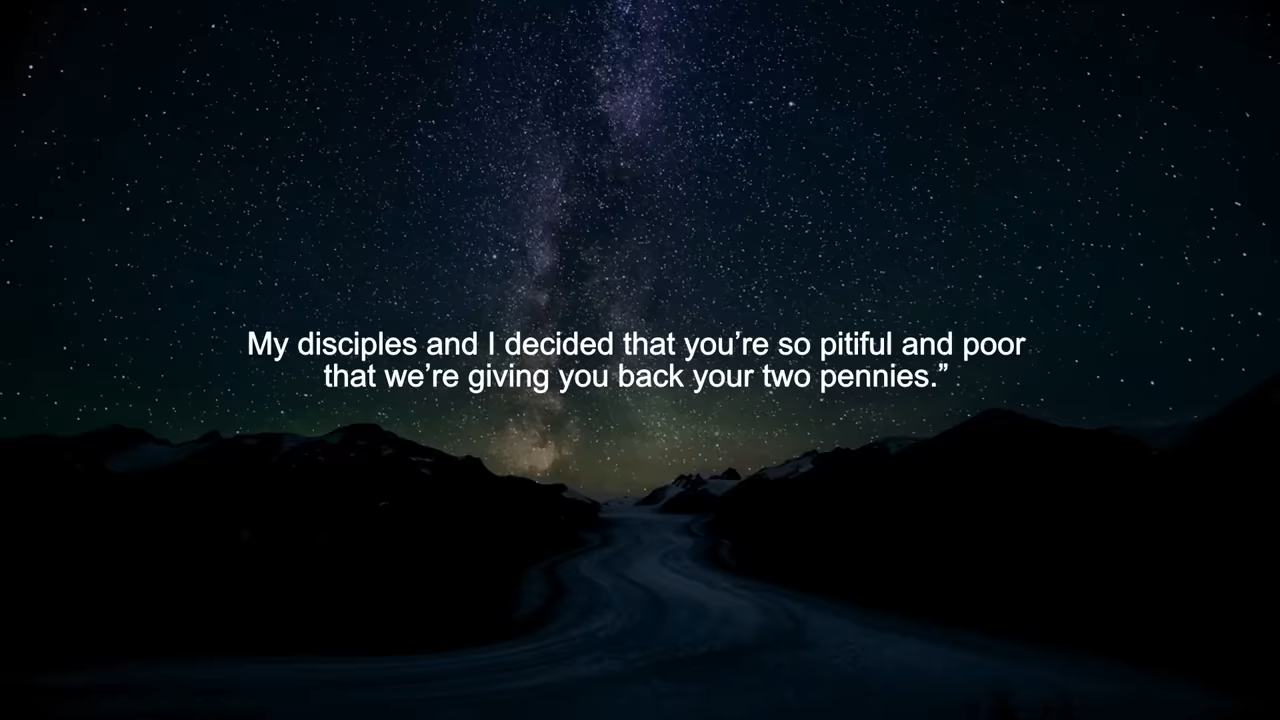 My disciples and I decided that you’re so pitiful and poor
that we’re giving you back your two pennies.”